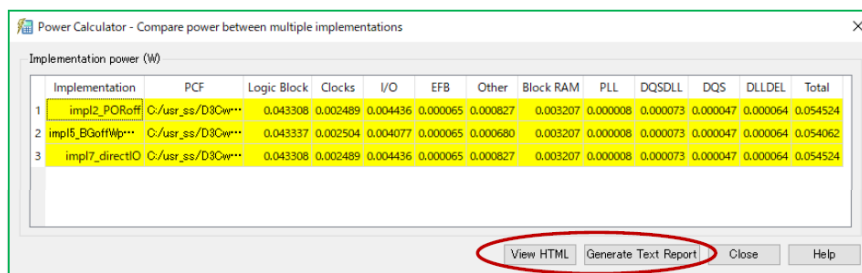 Power Calculator - Compare power between multiple implementations
Implementation power (W)
Implementation PCF Logic Block Clocks I/O EFB Other Block RAM PLL DQSDLL DQS DLLDEL Total
1 impl2_PORoff C:/usr_ss/D3Cw… 0.043308 0.002489 0.004436 0.000065 0.000827 0.003207 0.000008 0.000073 0.000047 0.000064 0.054524
2 impl5_BGoffWp… C:/usr_ss/D3Cw… 0.043337 0.002504 0.004077 0.000065 0.000680 0.003207 0.000008 0.000073 0.000047 0.000064 0.054062
3 impl7_directIO C:/usr_ss/D3Cw… 0.043308 0.002489 0.004436 0.000065 0.000827 0.003207 0.000008 0.000073 0.000047 0.000064 0.054524
View HTML Generate Text Report Close Help